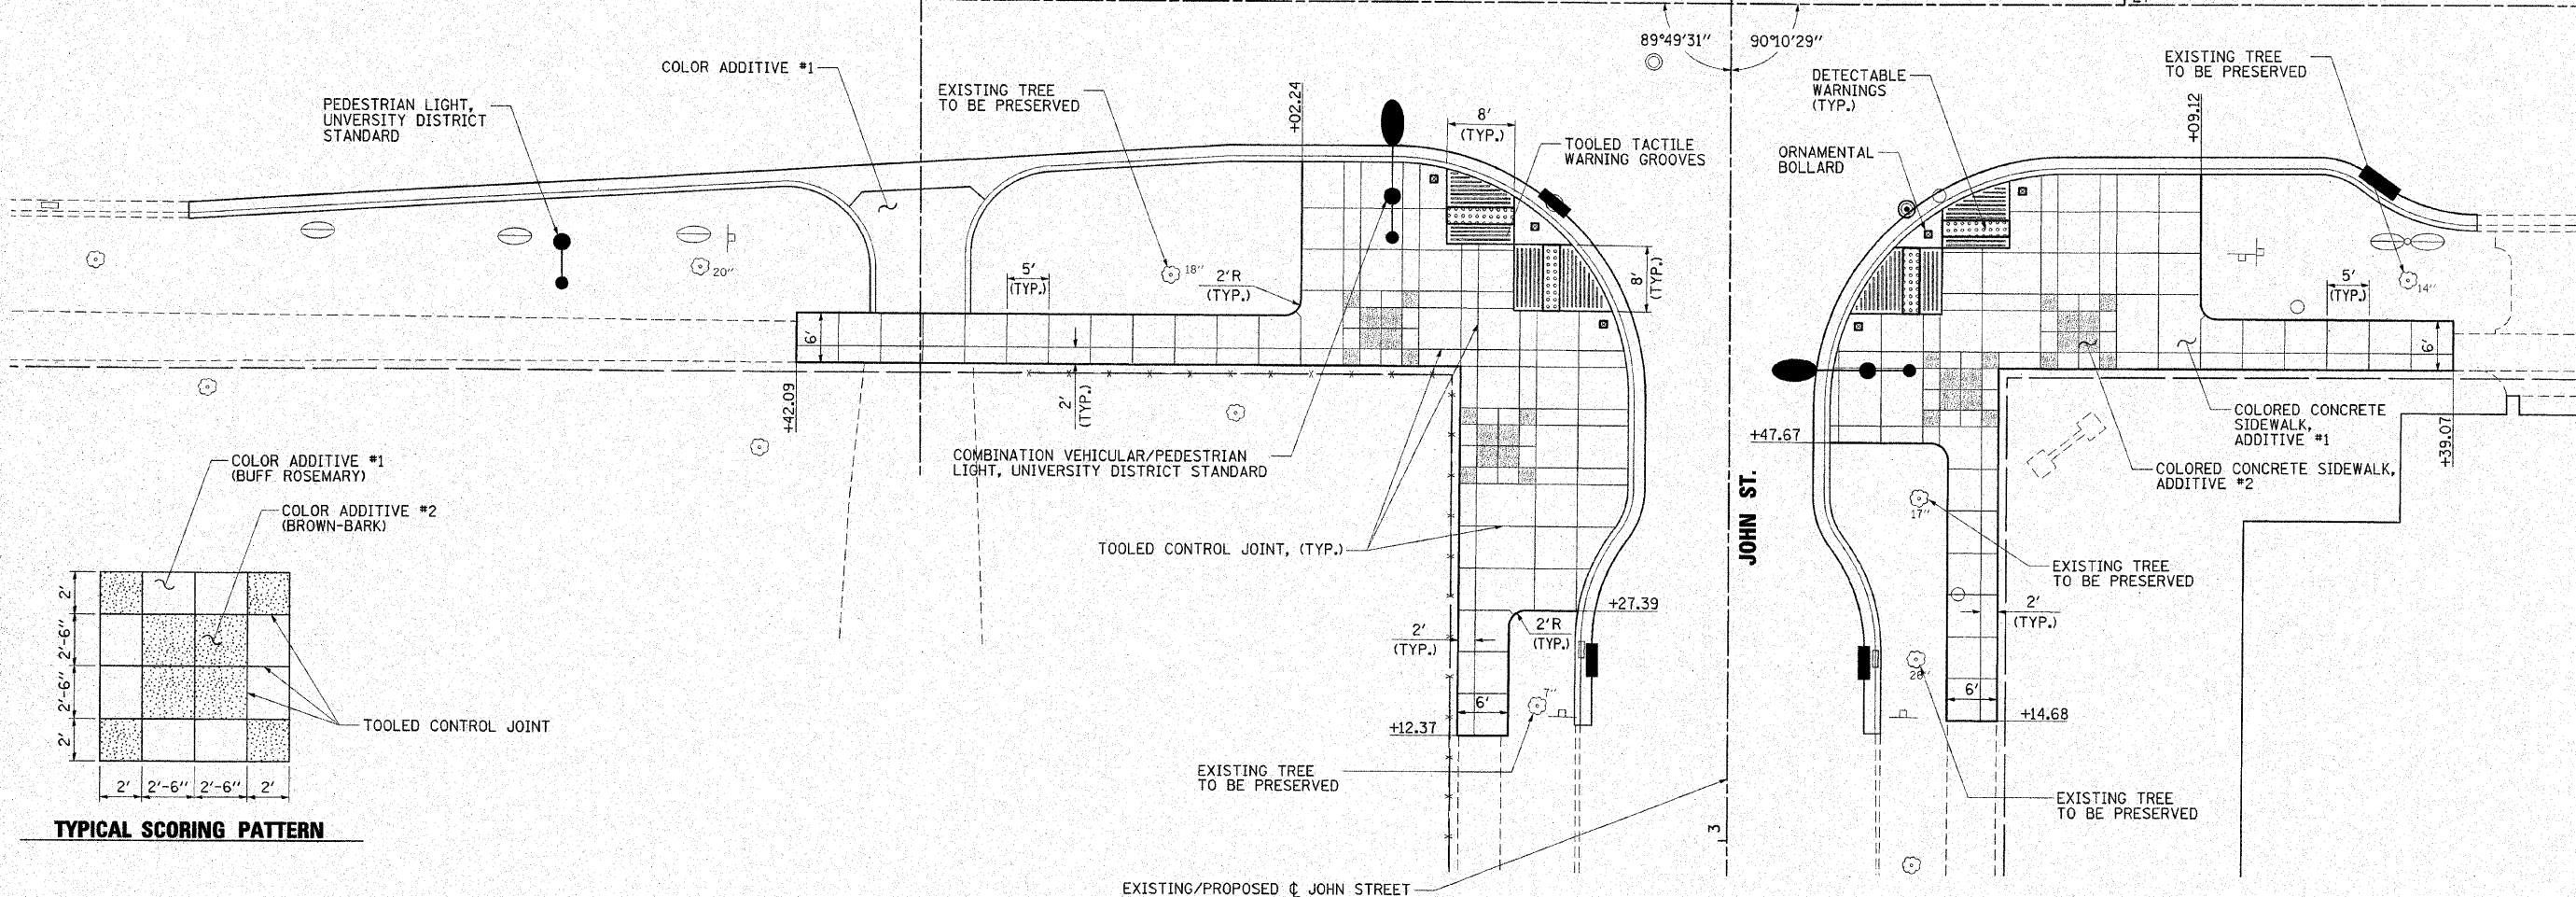 89°49'31" 90°10'29"
COLOR ADDITIVE #1
EXISTING TREE
TO BE PRESERVED
PEDESTRIAN LIGHT,
UNVERSITY DISTRICT
STANDARD
EXISTING TREE
TO BE PRESERVED
+02.24
8'
(TYP.)
TOOLED TACTILE
WARNING GROOVES
DETECTABLE
WARNINGS
(TYP.)
ORNAMENTAL
BOLLARD
+09.12
20"
18"
5'
(TYP.)
2'R
(TYP.)
8'
(TYP.)
5'
(TYP.)
14"
6'
6'
+42.09
2'
(TYP.)
COMBINATION VEHICULAR/PEDESTRIAN
LIGHT, UNIVERSITY DISTRICT STANDARD
+47.67
COLORED CONCRETE
SIDEWALK,
ADDITIVE #1
+39.07
COLORED CONCRETE SIDEWALK,
ADDITIVE #2
COLOR ADDITIVE #1
(BUFF ROSEMARY)
COLOR ADDITIVE #2
(BROWN-BARK)
JOHN ST.
17"
TOOLED CONTROL JOINT, (TYP.)
EXISTING TREE
TO BE PRESERVED
2'
2'-6"
2'-6"
2'
+27.39
2'
(TYP.)
2'R
(TYP.)
2'
(TYP.)
7"
6'
6'
TOOLED CONTROL JOINT
+12.37
+14.68
EXISTING TREE
TO BE PRESERVED
2' 2'-6" 2'-6" 2'
EXISTING TREE
TO BE PRESERVED
TYPICAL SCORING PATTERN
13
EXISTING/PROPOSED ℄ JOHN STREET